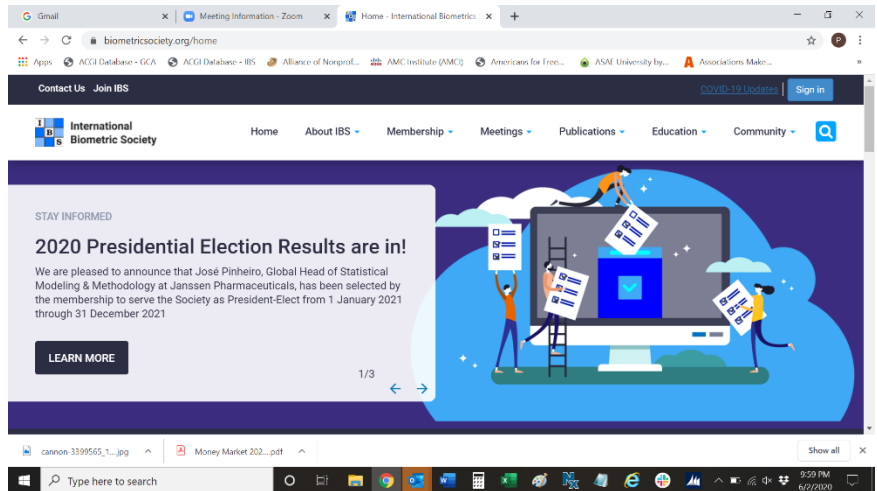 Gmail
Meeting Information - Zoom
Home - International Biometric
biometricsociety.org/home
P
Apps ACGI Database - GCA ACGI Database - IBS Alliance of Nonprof... AMC Institute (AMCI) Americans for Free... ASAE University by... Associations Make... »
Contact Us Join IBS COVID-19 Updates Sign in
I B S
International
Biometric Society
Home About IBS Membership Meetings Publications Education Community
STAY INFORMED
2020 Presidential Election Results are in!
We are pleased to announce that José Pinheiro, Global Head of Statistical
Modeling & Methodology at Janssen Pharmaceuticals, has been selected by
the membership to serve the Society as President-Elect from 1 January 2021
through 31 December 2021
LEARN MORE
1/3
cannon-3399565_1....jpg Money Market 202....pdf Show all
Type here to search
9:59 PM
6/2/2020